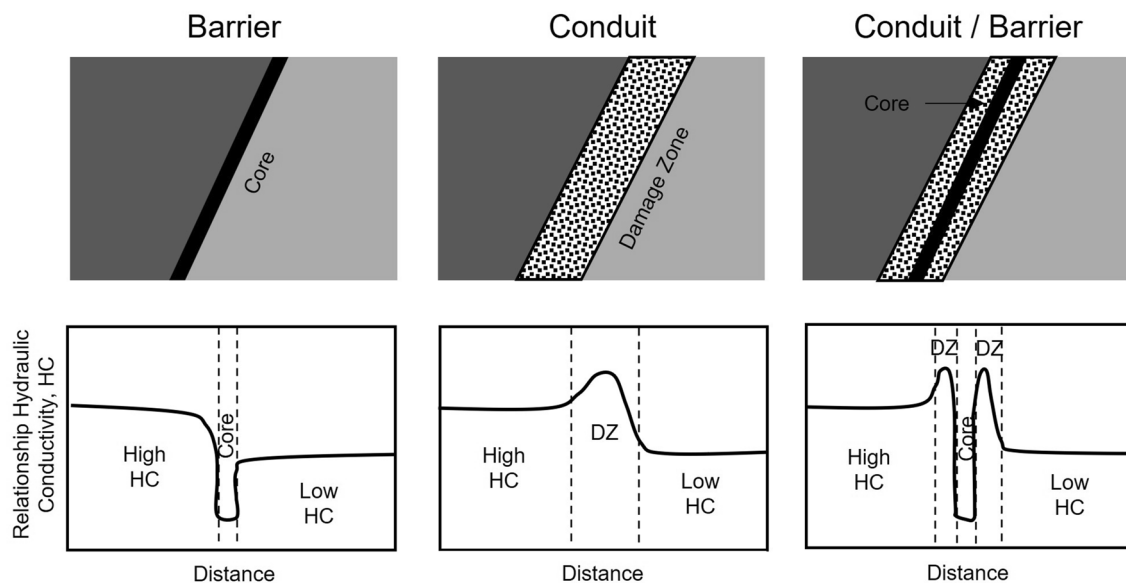 Barrier
Conduit
Conduit / Barrier
Core
Damage Zone
Core
Relationship Hydraulic
Conductivity, HC
High
HC
Core
Low
HC
Distance
High
HC
DZ
Low
HC
Distance
DZ
DZ
High
HC
Core
Low
HC
Distance